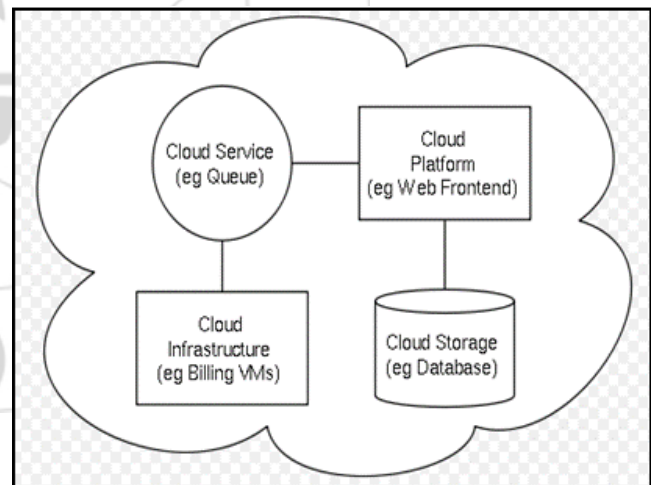 Cloud Service
(eg Queue)
Cloud
Platform
(eg Web Frontend)
Cloud
Infrastructure
(eg Billing VMs)
Cloud Storage
(eg Database)